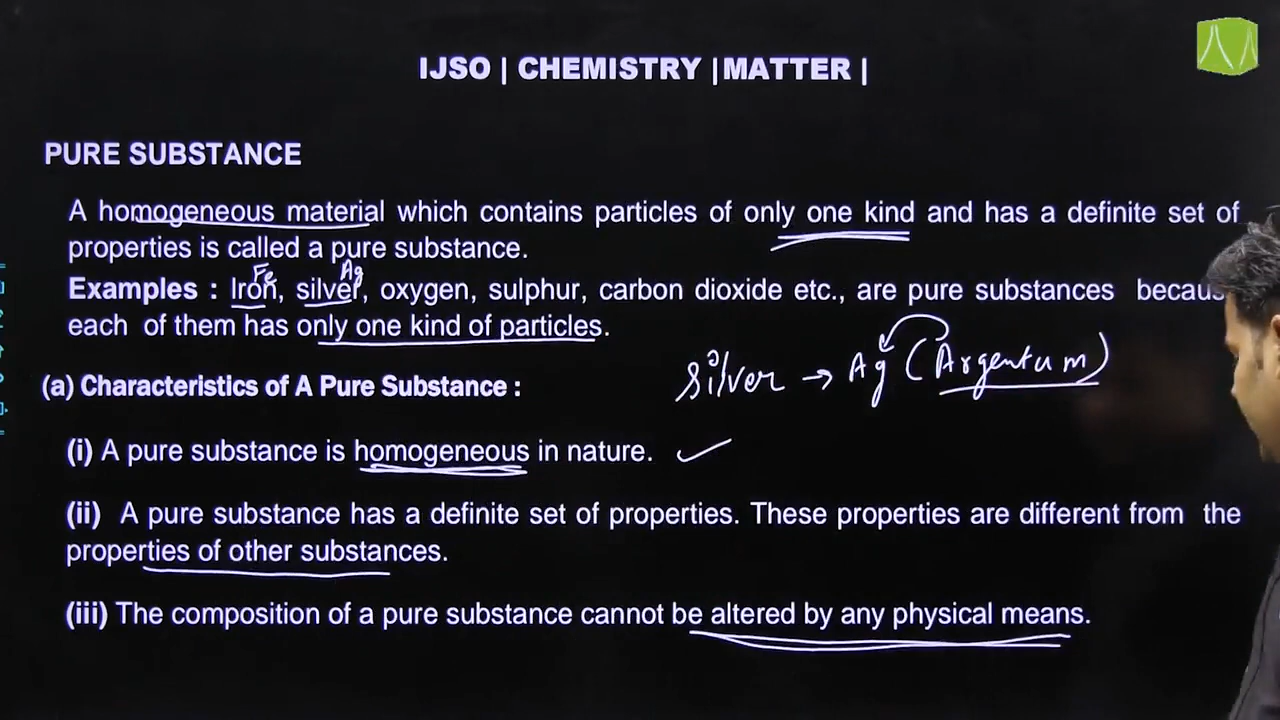 IJSO | CHEMISTRY |MATTER |
PURE SUBSTANCE
A homogeneous material which contains particles of only one kind and has a definite set of
properties is called a pure substance.
Fe Ag
Examples : Iron, silver, oxygen, sulphur, carbon dioxide etc., are pure substances
each of them has only one kind of particles.
silver → Ag (Argentum)
(a) Characteristics of A Pure Substance :
(i) A pure substance is homogeneous in nature.
(ii) A pure substance has a definite set of properties. These properties are different from the
properties of other substances.
(iii) The composition of a pure substance cannot be altered by any physical means.